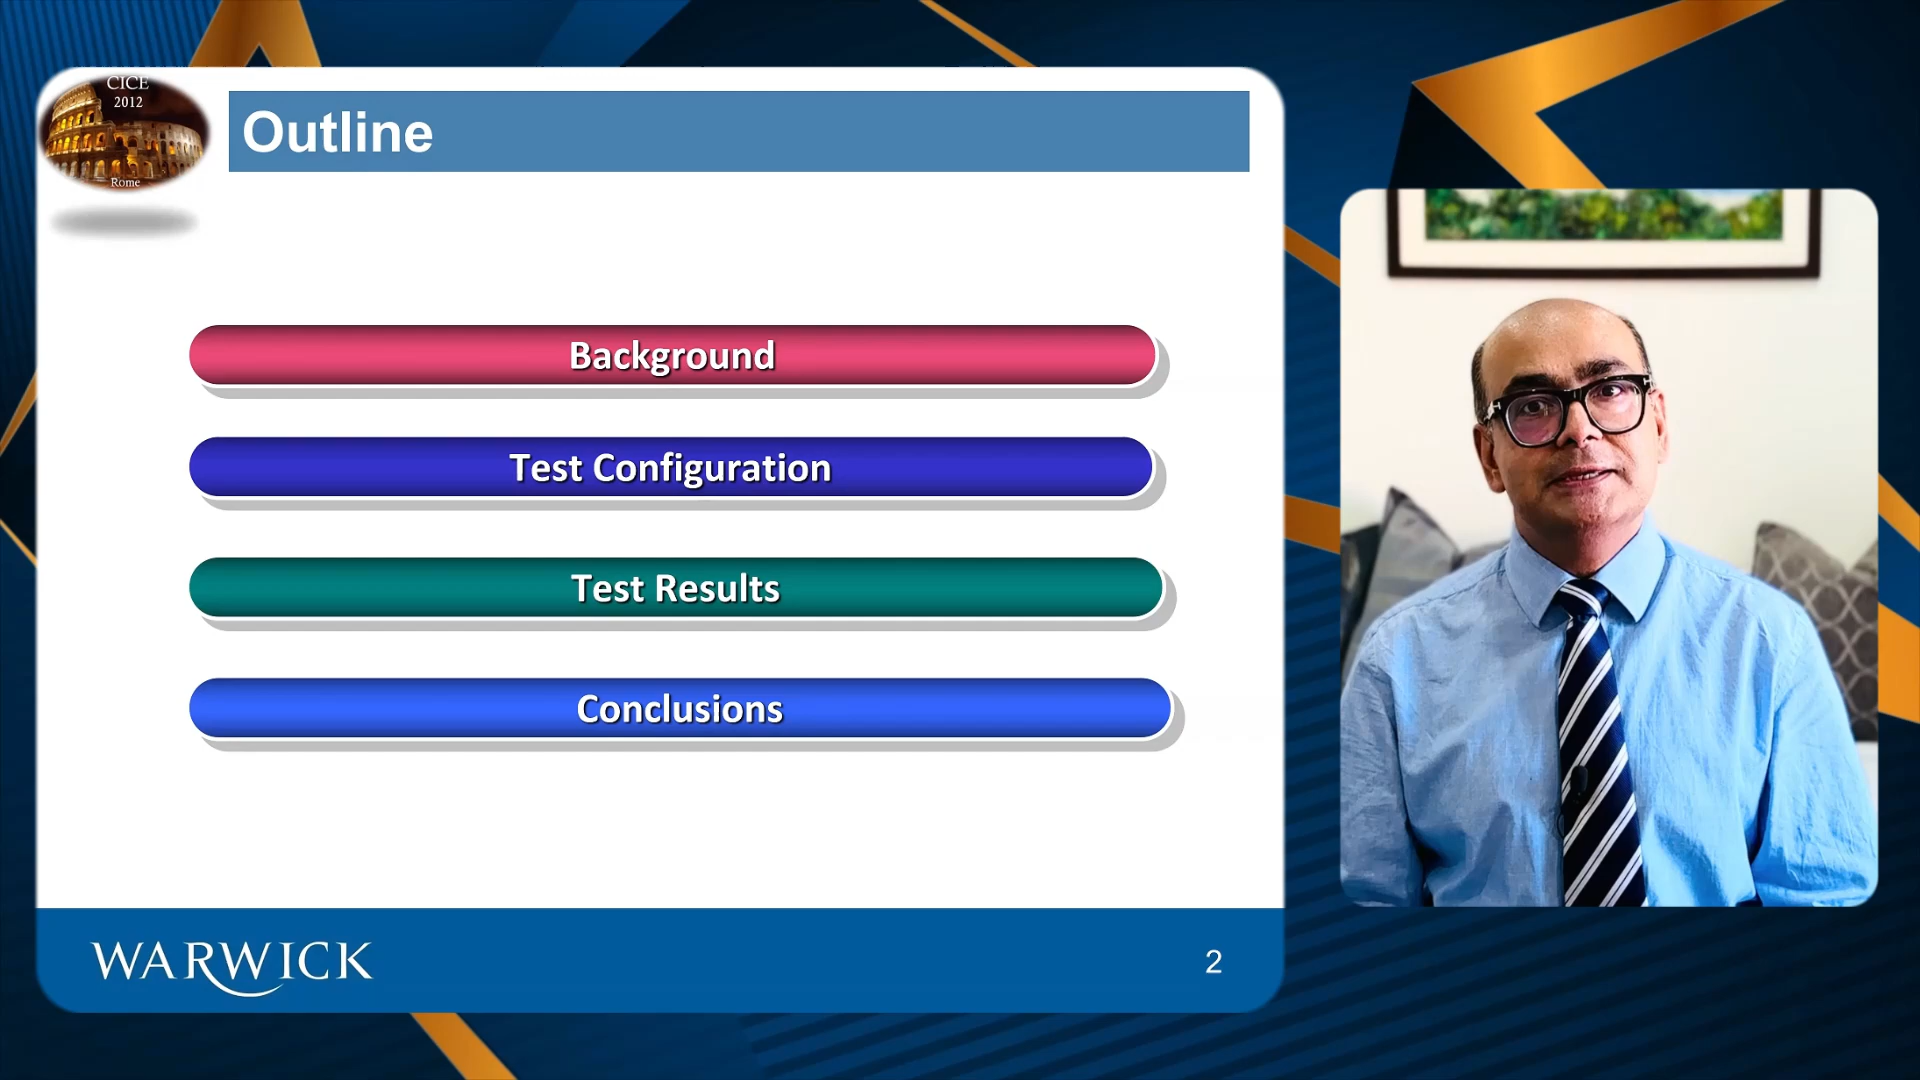 CICE
2012
Rome
Outline
Background
Test Configuration
Test Results
Conclusions
WARWICK
2